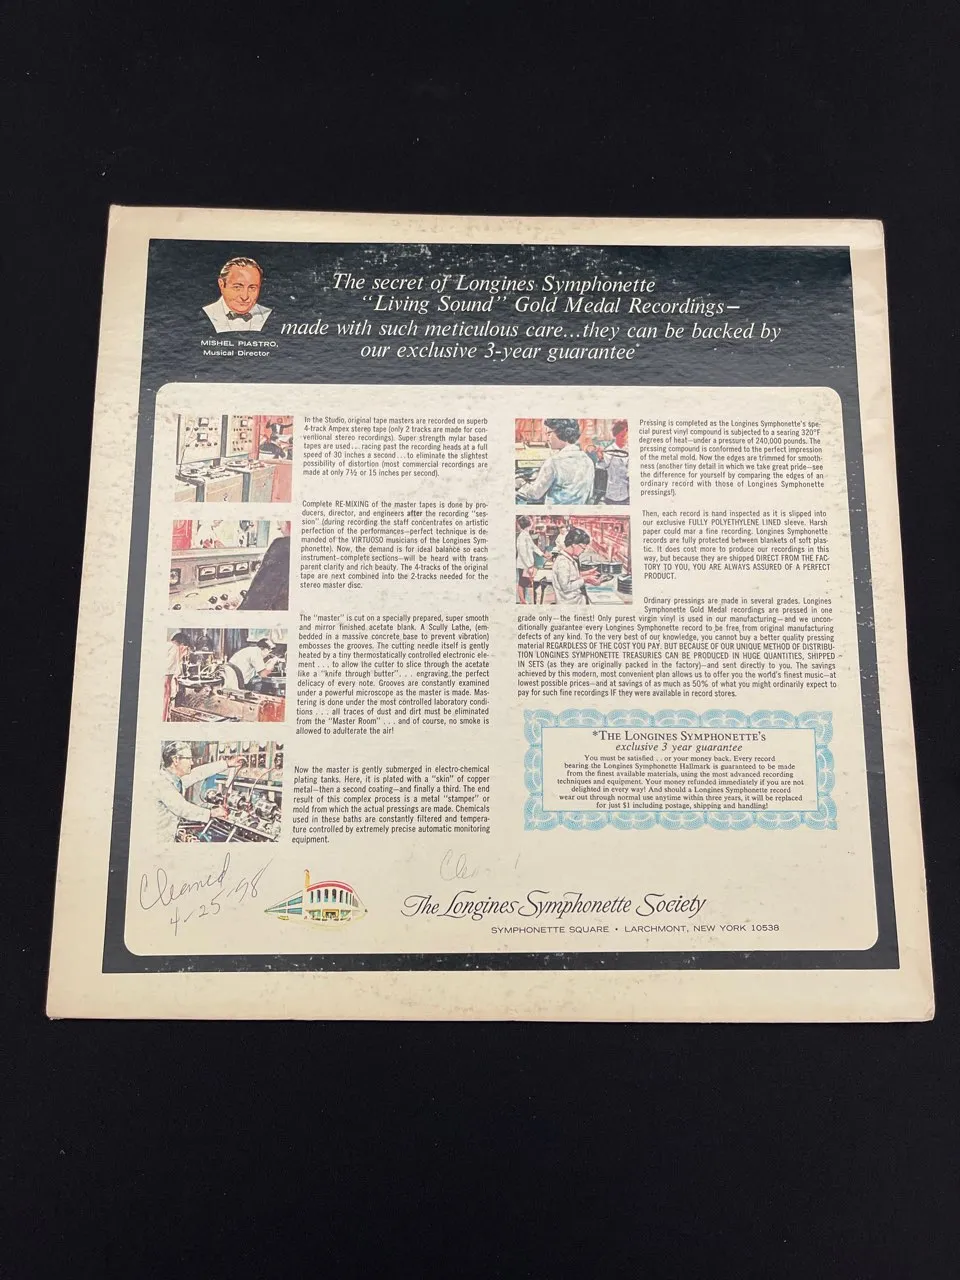 The secret of Longines Symphonette
"Living Sound" Gold Medal Recordings—
made with such meticulous care...they can be backed by
our exclusive 3-year guarantee*
MISHEL PIASTRO,
Musical Director
In the Studio, original tape masters are recorded on superb
4-track Ampex stereo tape (only 2 tracks are made for con-
ventional stereo recordings). Super strength mylar based
tapes are used . . . racing past the recording heads at a full
speed of 30 inches a second . . . to eliminate the slightest
possibility of distortion (most commercial recordings are
made at only 7½ or 15 inches per second).
Complete RE-MIXING of the master tapes is done by pro-
ducers, director, and engineers after the recording "ses-
sion" (during recording the staff concentrates on artistic
perfection of the performances—perfect technique is de-
manded of the VIRTUOSO musicians of the Longines Sym-
phonette). Now, the demand is for ideal balance so each
instrument—complete sections—will be heard with trans-
parent clarity and rich beauty. The 4-tracks of the original
tape are next combined into the 2-tracks needed for the
stereo master disc.
The "master" is cut on a specially prepared, super smooth
and mirror finished acetate blank. A Scully Lathe, (em-
bedded in a massive concrete base to prevent vibration)
embosses the grooves. The cutting needle itself is gently
heated by a tiny thermostatically controlled electronic ele-
ment . . . to allow the cutter to slice through the acetate
like a "knife through butter" . . . engraving the perfect
delicacy of every note. Grooves are constantly examined
under a powerful microscope as the master is made. Mas-
tering is done under the most controlled laboratory condi-
tions . . . all traces of dust and dirt must be eliminated
from the "Master Room" . . . and of course, no smoke is
allowed to adulterate the air!
Now the master is gently submerged in electro-chemical
plating tanks. Here, it is plated with a "skin" of copper
metal—then a second coating—and finally a third. The end
result of this complex process is a metal "stamper" or
mold from which the actual pressings are made. Chemicals
used in these baths are constantly filtered and tempera-
ture controlled by extremely precise automatic monitoring
equipment.
Pressing is completed as the Longines Symphonette's spe-
cial purest vinyl compound is subjected to a searing 320°F
degrees of heat—under a pressure of 240,000 pounds. The
pressing compound is conformed to the perfect impression
of the metal mold. Now the edges are trimmed for smooth-
ness (another tiny detail in which we take great pride—see
the difference for yourself by comparing the edges of an
ordinary record with those of Longines Symphonette
pressings!).
Then, each record is hand inspected as it is slipped into
our exclusive FULLY POLYETHYLENE LINED sleeve. Harsh
paper could mar a fine recording. Longines Symphonette
records are fully protected between blankets of soft plas-
tic. It does cost more to produce our recordings in this
way, but because they are shipped DIRECT FROM THE FAC-
TORY TO YOU, YOU ARE ALWAYS ASSURED OF A PERFECT
PRODUCT.
Ordinary pressings are made in several grades. Longines
Symphonette Gold Medal recordings are pressed in one
grade only—the finest! Only purest virgin vinyl is used in our manufacturing—and we uncon-
ditionally guarantee every Longines Symphonette record to be free from original manufacturing
defects of any kind. To the very best of our knowledge, you cannot buy a better quality pressing
material REGARDLESS OF THE COST YOU PAY. BUT BECAUSE OF OUR UNIQUE METHOD OF DISTRIBU-
TION LONGINES SYMPHONETTE TREASURIES CAN BE PRODUCED IN HUGE QUANTITIES, SHIPPED
IN SETS (as they are originally packed in the factory)—and sent directly to you. The savings
achieved by this modern, most convenient plan allows us to offer you the world's finest music—at
lowest possible prices—and at savings of as much as 50% of what you might ordinarily expect to
pay for such fine recordings IF they were available in record stores.
*THE LONGINES SYMPHONETTE'S
exclusive 3 year guarantee
You must be satisfied . . . or your money back. Every record
bearing the Longines Symphonette Hallmark is guaranteed to be made
from the finest available materials, using the most advanced recording
techniques and equipment. Your money refunded immediately if you are not
delighted in every way! And should a Longines Symphonette record
wear out through normal use anytime within three years, it will be replaced
for just $1 including postage, shipping and handling!
Cleaned
4-25-98
The Longines Symphonette Society
SYMPHONETTE SQUARE • LARCHMONT, NEW YORK 10538